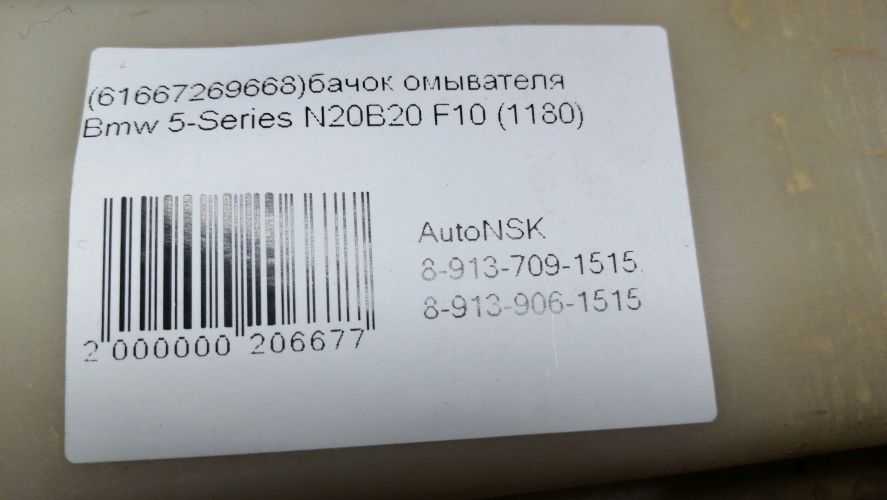 (61667269668)бачок омывателя
Bmw 5-Series N20B20 F10 (1180)
AutoNSK
8-913-709-1515
8-913-906-1515
2 000000 206677